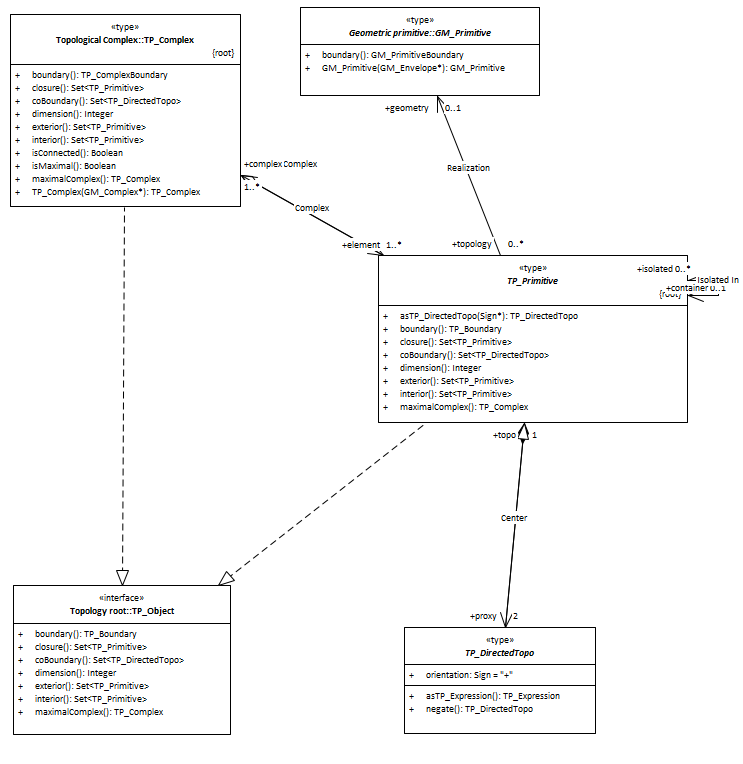 «type»
Topological Complex::TP_Complex
{root}
+ boundary(): TP_ComplexBoundary
+ closure(): Set<TP_Primitive>
+ coBoundary(): Set<TP_DirectedTopo>
+ dimension(): Integer
+ exterior(): Set<TP_Primitive>
+ interior(): Set<TP_Primitive>
+ isConnected(): Boolean
+ isMaximal(): Boolean
+ maximalComplex(): TP_Complex
+ TP_Complex(GM_Complex*): TP_Complex
«type»
Geometric primitive::GM_Primitive
+ boundary(): GM_PrimitiveBoundary
+ GM_Primitive(GM_Envelope*): GM_Primitive
+geometry 0..1
Realization
+topology 0..*
+complex Complex
1..*
Complex
+element 1..*
«type»
TP_Primitive
{root}
+isolated 0..*
Isolated In
+container 0..1
+ asTP_DirectedTopo(Sign*): TP_DirectedTopo
+ boundary(): TP_Boundary
+ closure(): Set<TP_Primitive>
+ coBoundary(): Set<TP_DirectedTopo>
+ dimension(): Integer
+ exterior(): Set<TP_Primitive>
+ interior(): Set<TP_Primitive>
+ maximalComplex(): TP_Complex
+topo 1
Center
+proxy 2
«interface»
Topology root::TP_Object
+ boundary(): TP_Boundary
+ closure(): Set<TP_Primitive>
+ coBoundary(): Set<TP_DirectedTopo>
+ dimension(): Integer
+ exterior(): Set<TP_Primitive>
+ interior(): Set<TP_Primitive>
+ maximalComplex(): TP_Complex
«type»
TP_DirectedTopo
+ orientation: Sign = "+"
+ asTP_Expression(): TP_Expression
+ negate(): TP_DirectedTopo